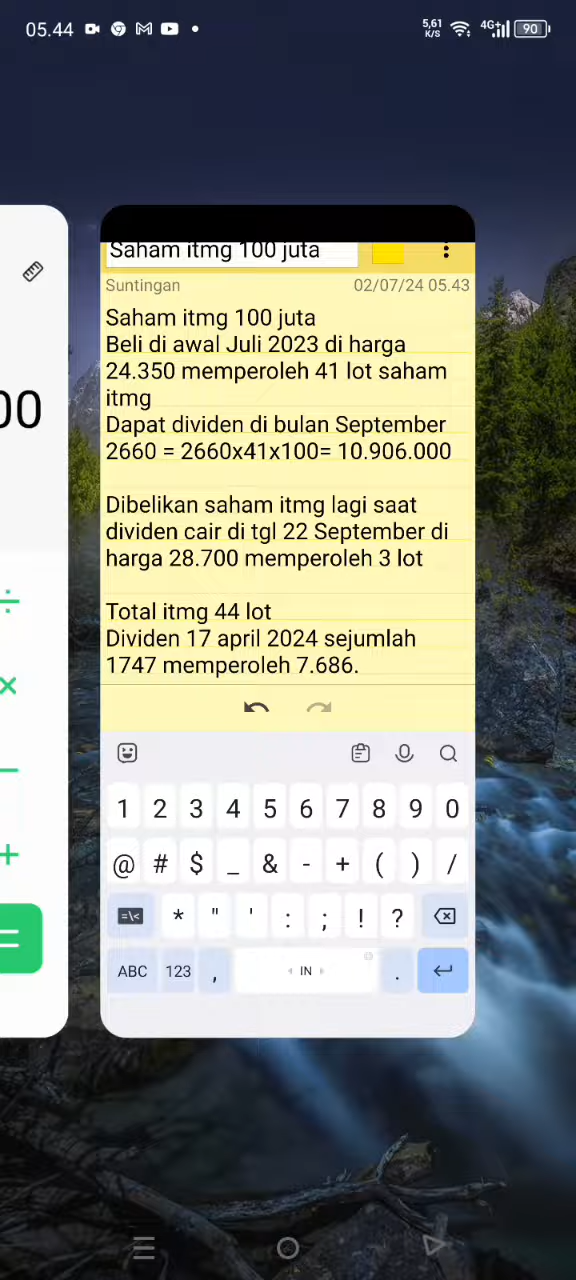 05.44
5,61 K/S
4G+
90
00
÷
×
+
=
Saham itmg 100 juta
Suntingan 02/07/24 05.43
Saham itmg 100 juta
Beli di awal Juli 2023 di harga
24.350 memperoleh 41 lot saham
itmg
Dapat dividen di bulan September
2660 = 2660x41x100= 10.906.000
Dibelikan saham itmg lagi saat
dividen cair di tgl 22 September di
harga 28.700 memperoleh 3 lot
Total itmg 44 lot
Dividen 17 april 2024 sejumlah
1747 memperoleh 7.686.
1 2 3 4 5 6 7 8 9 0
@ # $ _ & - + ( ) /
=\< * " ' : ; ! ?
ABC 123 , IN .